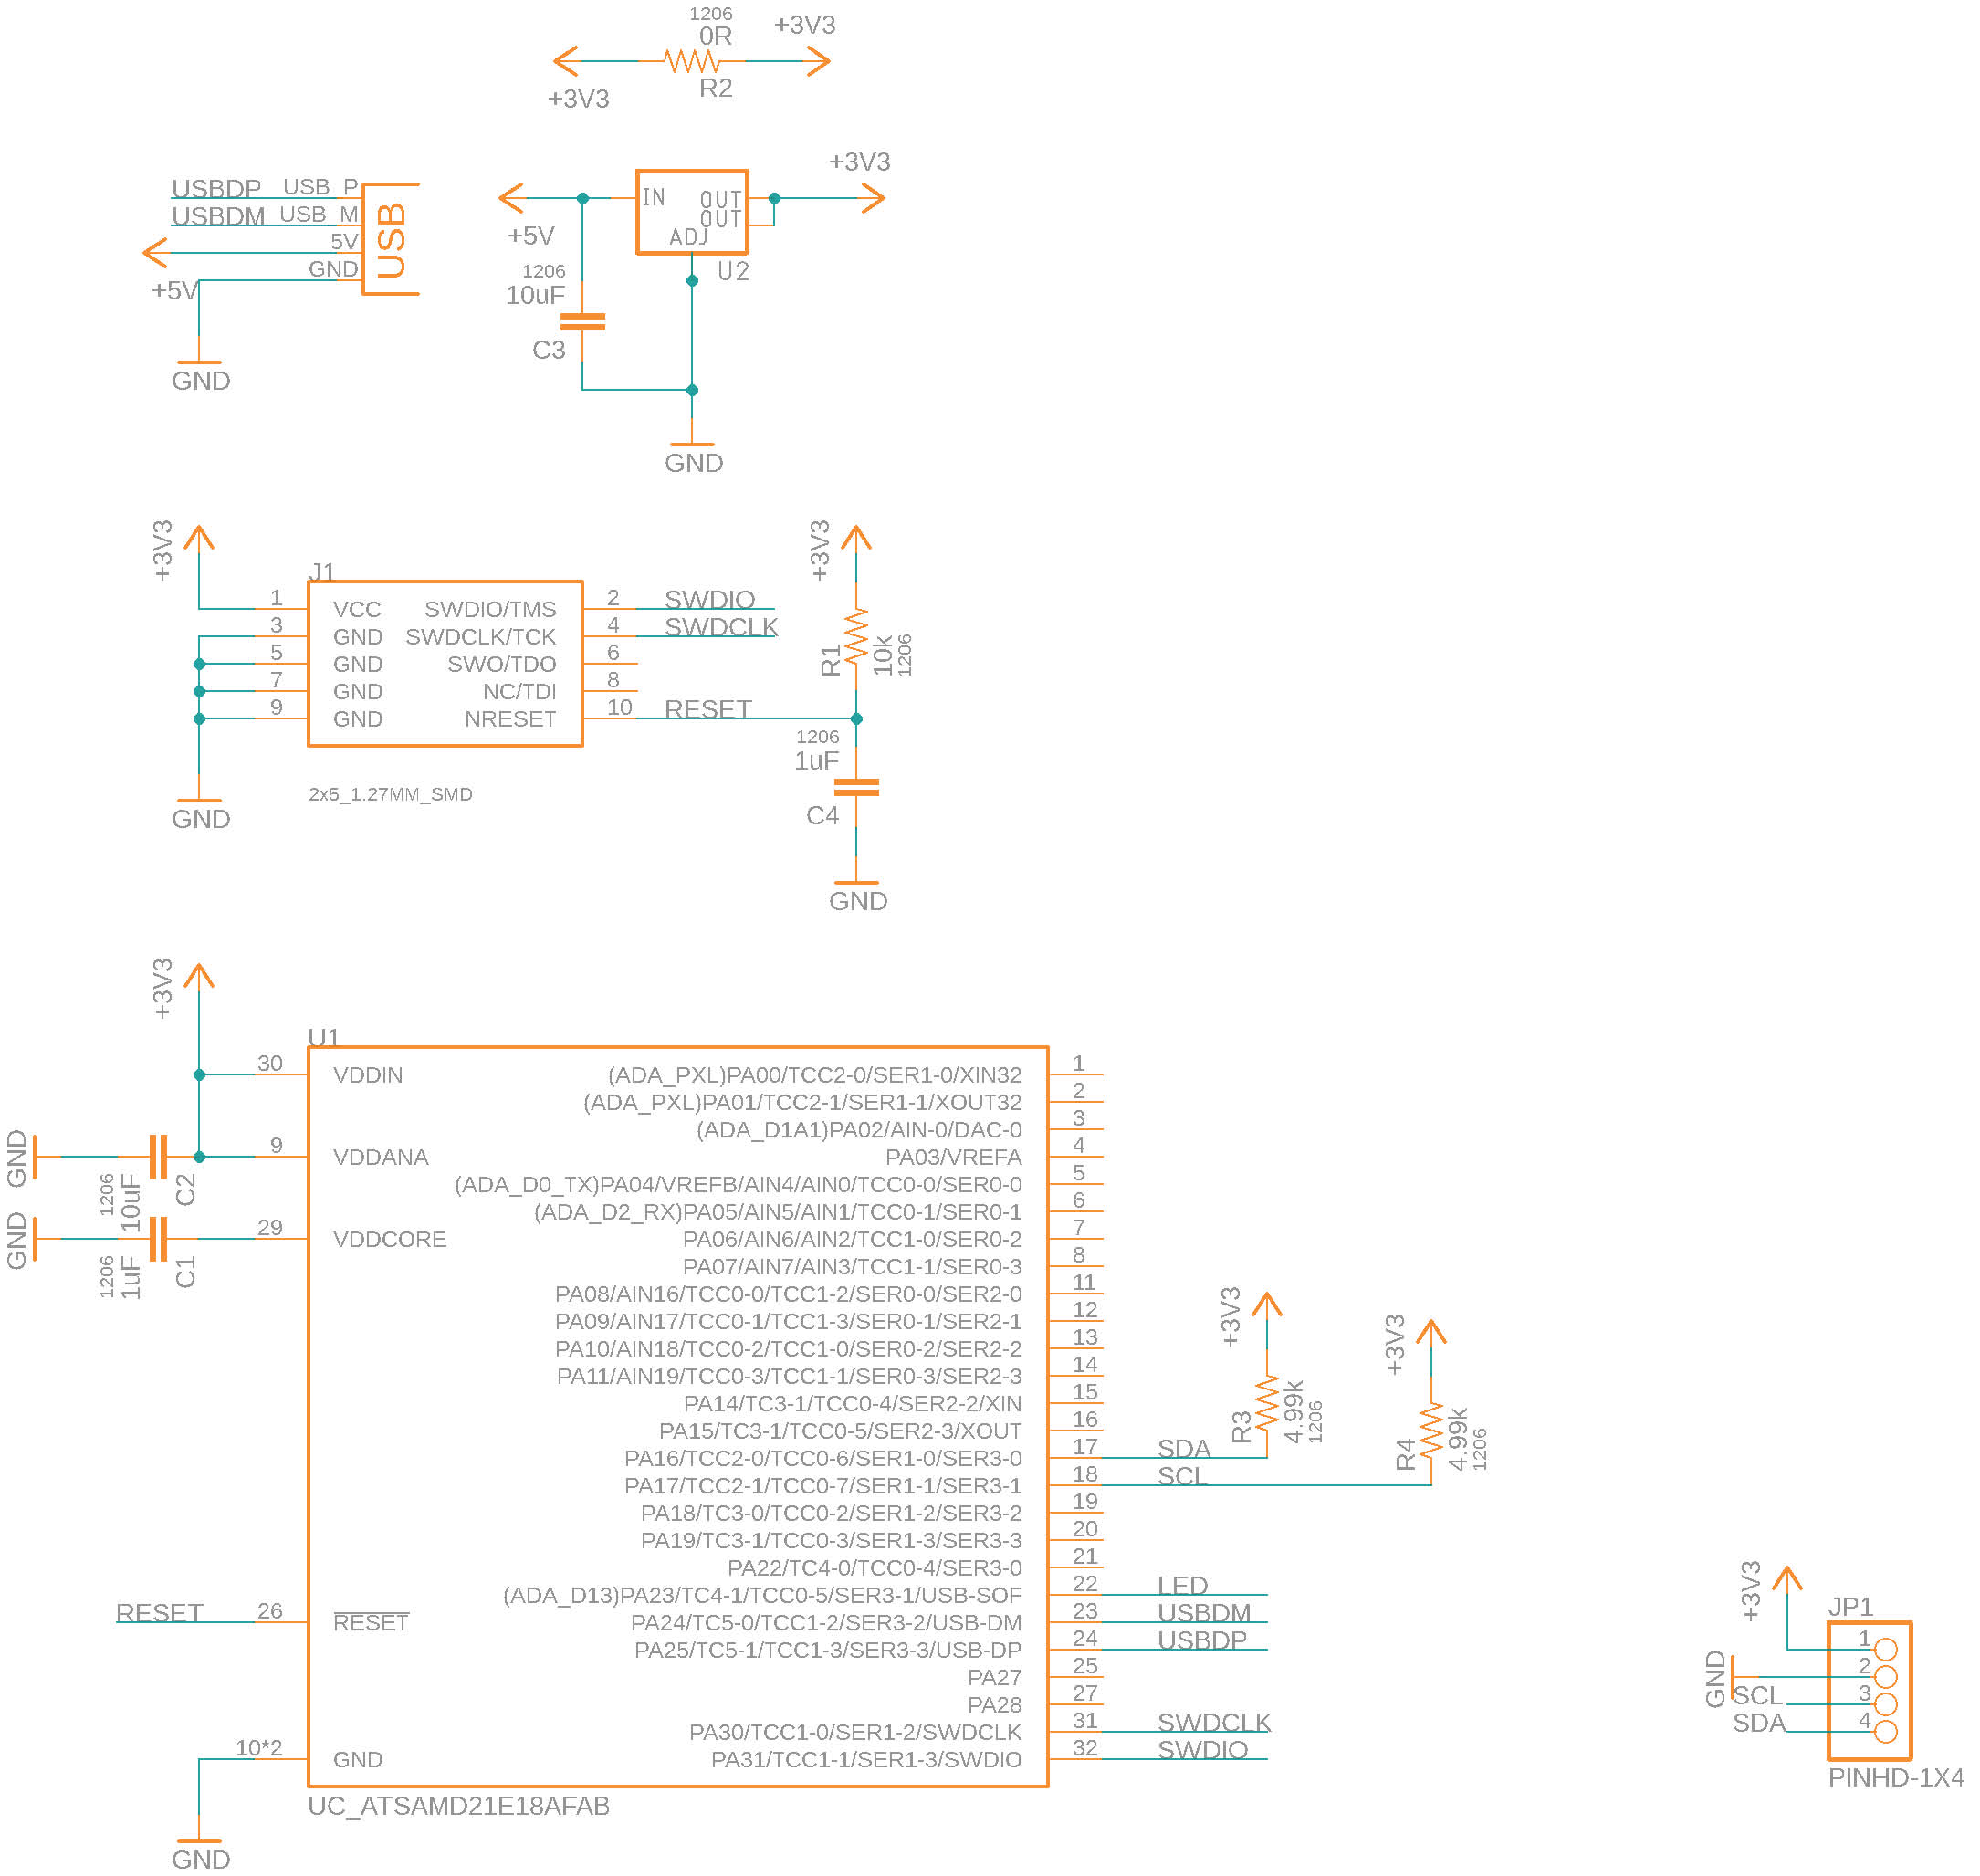 1206
0R
+3V3
R2
+3V3
USBDP
USB_P
USBDM
USB_M
5V
GND
USB
+5V
GND
+5V
IN
OUT
OUT
ADJ
U2
+3V3
1206
10uF
C3
GND
+3V3
J1
1 VCC SWDIO/TMS 2 SWDIO
3 GND SWDCLK/TCK 4 SWDCLK
5 GND SWO/TDO 6
7 GND NC/TDI 8
9 GND NRESET 10 RESET
2x5_1.27MM_SMD
GND
+3V3
R1
10k
1206
1206
1uF
C4
GND
+3V3
U1
30 VDDIN
9 VDDANA
29 VDDCORE
GND
1206
10uF
C2
GND
1206
1uF
C1
RESET 26 RESET
10*2 GND
GND
(ADA_PXL)PA00/TCC2-0/SER1-0/XIN32 1
(ADA_PXL)PA01/TCC2-1/SER1-1/XOUT32 2
(ADA_D1A1)PA02/AIN-0/DAC-0 3
PA03/VREFA 4
(ADA_D0_TX)PA04/VREFB/AIN4/AIN0/TCC0-0/SER0-0 5
(ADA_D2_RX)PA05/AIN5/AIN1/TCC0-1/SER0-1 6
PA06/AIN6/AIN2/TCC1-0/SER0-2 7
PA07/AIN7/AIN3/TCC1-1/SER0-3 8
PA08/AIN16/TCC0-0/TCC1-2/SER0-0/SER2-0 11
PA09/AIN17/TCC0-1/TCC1-3/SER0-1/SER2-1 12
PA10/AIN18/TCC0-2/TCC1-0/SER0-2/SER2-2 13
PA11/AIN19/TCC0-3/TCC1-1/SER0-3/SER2-3 14
PA14/TC3-1/TCC0-4/SER2-2/XIN 15
PA15/TC3-1/TCC0-5/SER2-3/XOUT 16
PA16/TCC2-0/TCC0-6/SER1-0/SER3-0 17 SDA
PA17/TCC2-1/TCC0-7/SER1-1/SER3-1 18 SCL
PA18/TC3-0/TCC0-2/SER1-2/SER3-2 19
PA19/TC3-1/TCC0-3/SER1-3/SER3-3 20
PA22/TC4-0/TCC0-4/SER3-0 21
(ADA_D13)PA23/TC4-1/TCC0-5/SER3-1/USB-SOF 22 LED
PA24/TC5-0/TCC1-2/SER3-2/USB-DM 23 USBDM
PA25/TC5-1/TCC1-3/SER3-3/USB-DP 24 USBDP
PA27 25
PA28 27
PA30/TCC1-0/SER1-2/SWDCLK 31 SWDCLK
PA31/TCC1-1/SER1-3/SWDIO 32 SWDIO
UC_ATSAMD21E18AFAB
+3V3
R3
4.99k
1206
+3V3
R4
4.99k
1206
+3V3
JP1
1
GND 2
SCL 3
SDA 4
PINHD-1X4